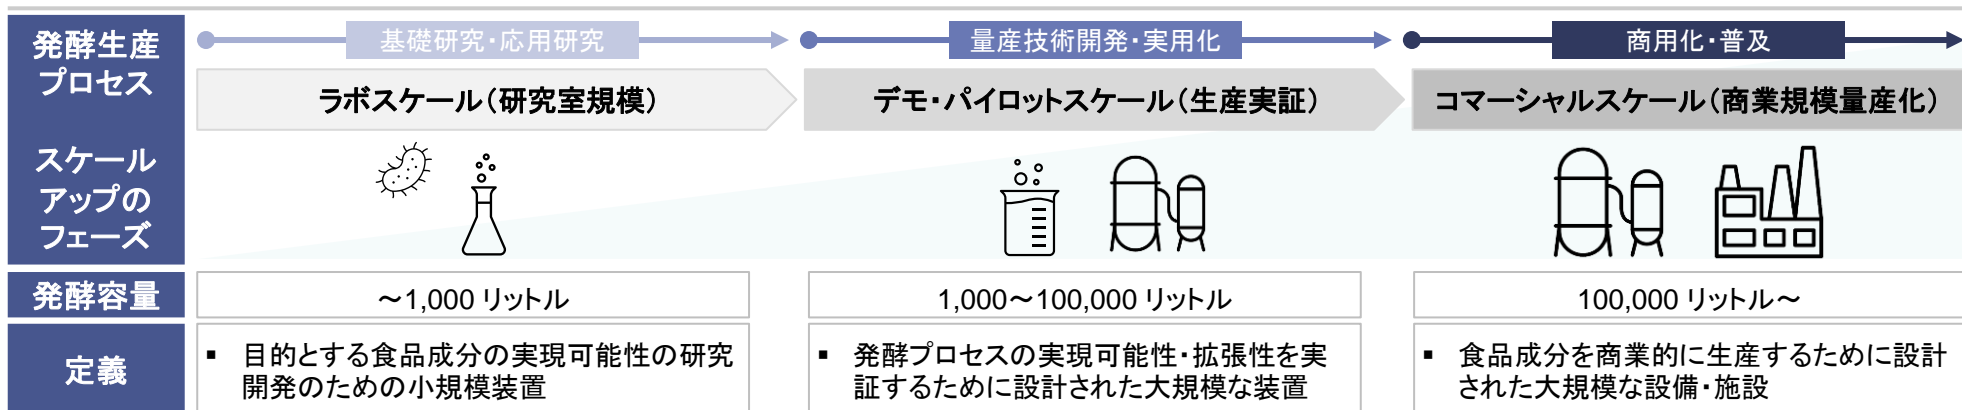 発酵生産
プロセス
スケール
アップの
フェーズ
基礎研究・応用研究
量産技術開発・実用化
商用化・普及
ラボスケール（研究室規模）
デモ・パイロットスケール（生産実証）
コマーシャルスケール（商業規模量産化）
発酵容量
～1,000 リットル
1,000～100,000 リットル
100,000 リットル～
定義
▪ 目的とする食品成分の実現可能性の研究
開発のための小規模装置
▪ 発酵プロセスの実現可能性・拡張性を実
証するために設計された大規模な装置
▪ 食品成分を商業的に生産するために設計
された大規模な設備・施設